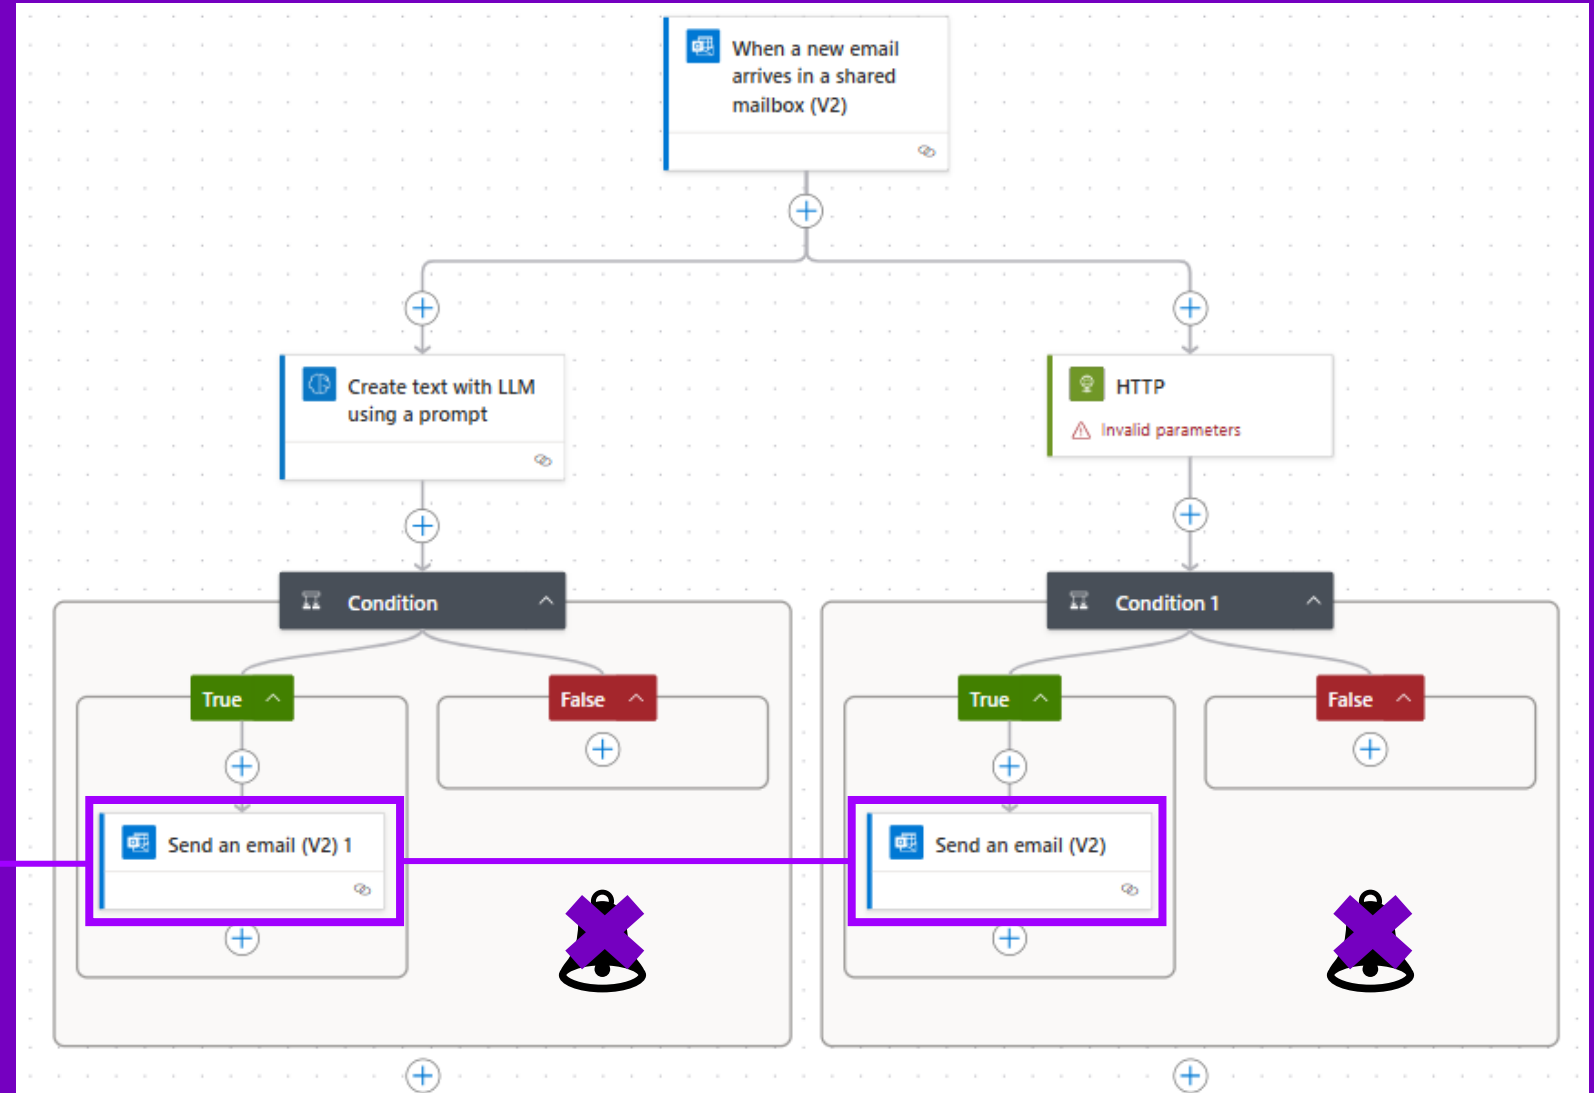 When a new email
arrives in a shared
mailbox (V2)
Create text with LLM
using a prompt
HTTP
Invalid parameters
Condition
Condition 1
True
False
True
False
Send an email (V2) 1
Send an email (V2)